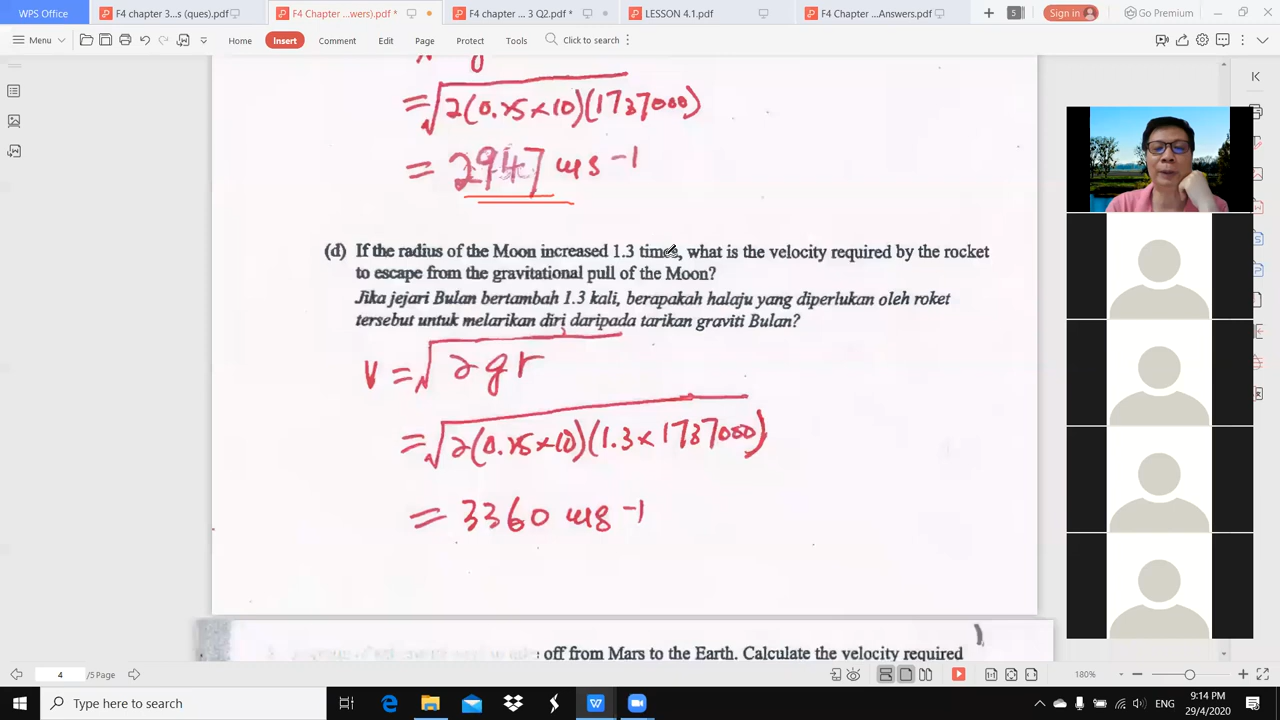 WPS Office
F4 chapter 3...s (ques).pdf
F4 chapter ...wers).pdf *
F4 chapter ... 3 Q2.pdf *
LESSON 4.1.pdf
F4 Chapter ...Answers.pdf
S
Sign in
Go Premium
Menu
Home
Insert
Comment
Edit
Page
Protect
Tools
Click to search
= √2(0.25×10)(1737000)
= 2947 ms -1
(d) If the radius of the Moon increased 1.3 times, what is the velocity required by the rocket
to escape from the gravitational pull of the Moon?
Jika jejari Bulan bertambah 1.3 kali, berapakah halaju yang diperlukan oleh roket
tersebut untuk melarikan diri daripada tarikan graviti Bulan?
V = √2gr
= √2(0.25×10)(1.3×1737000)
= 3360 ms -1
off from Mars to the Earth. Calculate the velocity required
4
/5 Page
180%
Type here to search
ENG
9:14 PM
29/4/2020